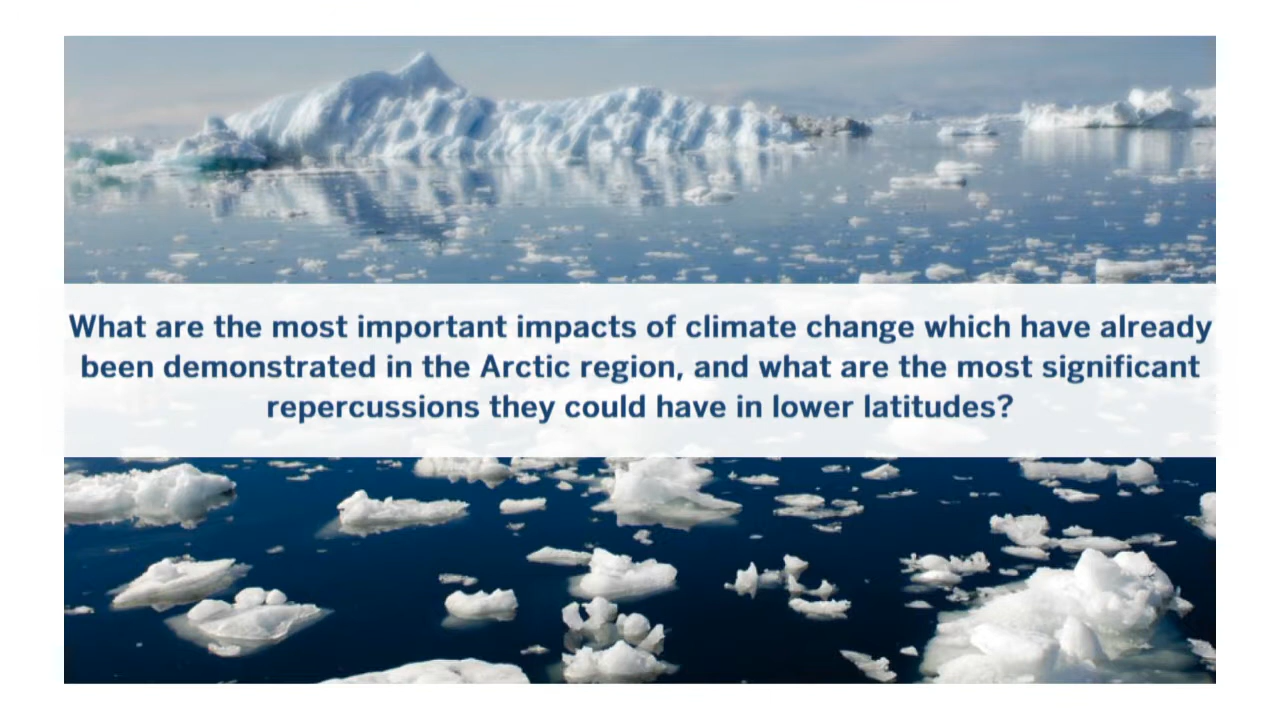 What are the most important impacts of climate change which have already
been demonstrated in the Arctic region, and what are the most significant
repercussions they could have in lower latitudes?